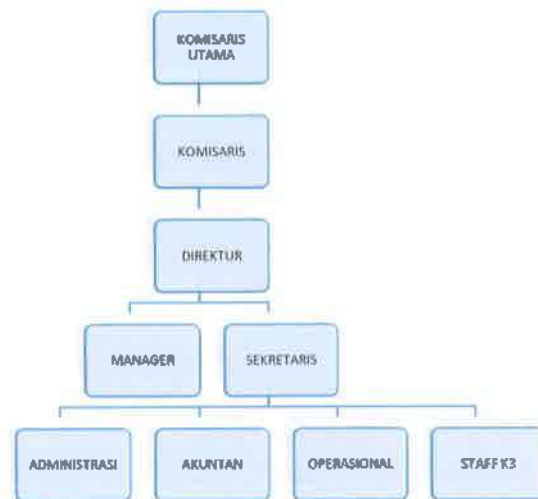 KOMISARIS
UTAMA
KOMISARIS
DIREKTUR
MANAGER
SEKRETARIS
ADMINISTRASI
AKUNTAN
OPERASIONAL
STAFF K3